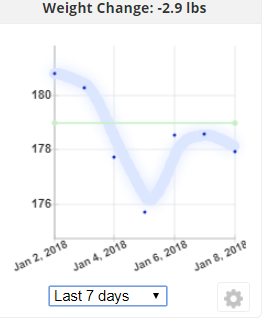 Weight Change: -2.9 lbs
180
178
176
Jan 2, 2018
Jan 4, 2018
Jan 6, 2018
Jan 8, 2018
Last 7 days